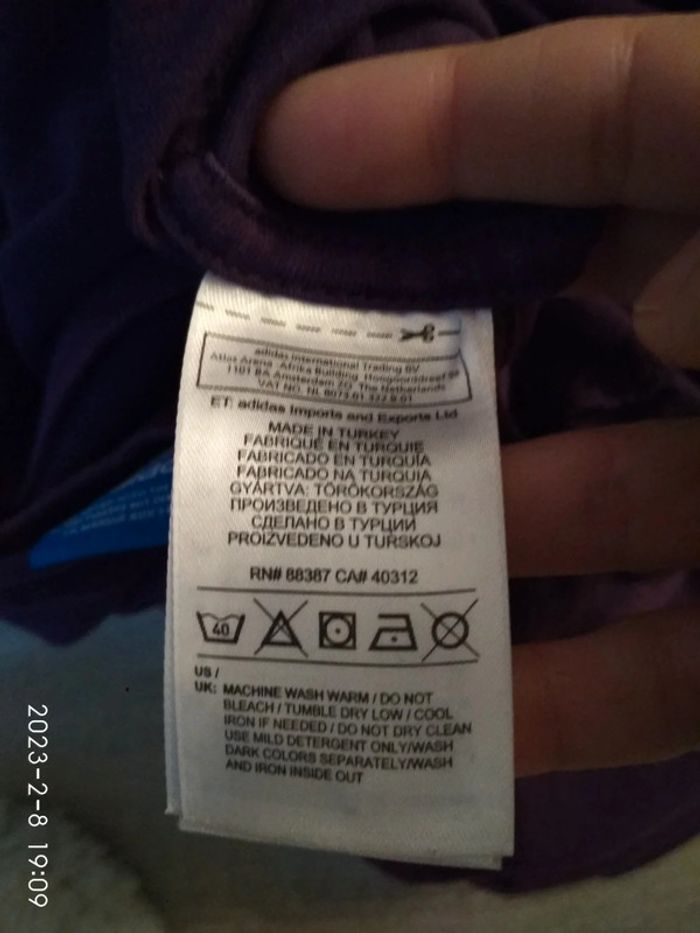 adidas International Trading BV
Atlas Arena Afrika Building Hoogoorddreef
1101 BA Amsterdam ZO The Netherlands
VAT NO. NL
ET: adidas Imports and Exports Ltd
MADE IN TURKEY
FABRIQUÉ EN TURQUIE
FABRICADO EN TURQUÍA
FABRICADO NA TURQUIA
GYÁRTVA: TÖRÖKORSZÁG
ПРОИЗВЕДЕНО В ТУРЦИЯ
СДЕЛАНО В ТУРЦИИ
PROIZVEDENO U TURSKOJ
RN# 88387 CA# 40312
40
US /
UK: MACHINE WASH WARM / DO NOT
BLEACH / TUMBLE DRY LOW / COOL
IRON IF NEEDED / DO NOT DRY CLEAN
USE MILD DETERGENT ONLY/WASH
DARK COLORS SEPARATELY/WASH
AND IRON INSIDE OUT
2023-2-8 19:09